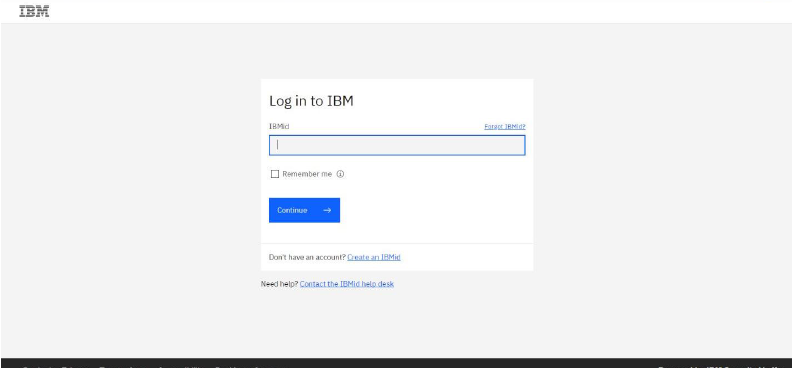 IBM
Log in to IBM
IBMid Forgot IBMid?
Remember me
Continue →
Don't have an account? Create an IBMid
Need help? Contact the IBMid help desk